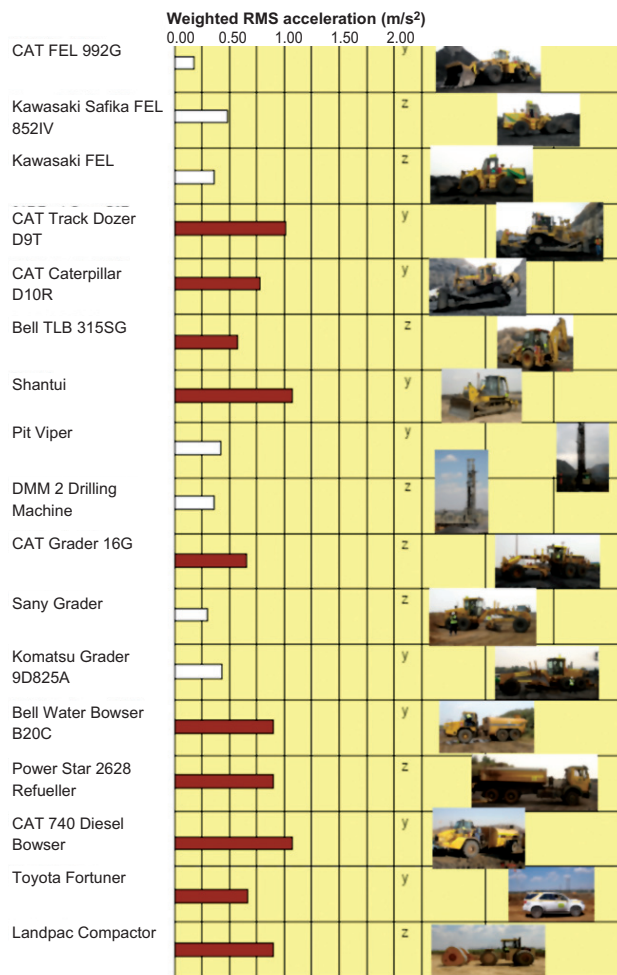 Weighted RMS acceleration (m/s²)
0.00 0.50 1.00 1.50 2.00
CAT FEL 992G y
Kawasaki Safika FEL z
852IV
Kawasaki FEL z
CAT Track Dozer y
D9T
CAT Caterpillar y
D10R
Bell TLB 315SG z
Shantui y
Pit Viper y
DMM 2 Drilling z
Machine
CAT Grader 16G z
Sany Grader z
Komatsu Grader y
9D825A
Bell Water Bowser y
B20C
Power Star 2628 z
Refueller
CAT 740 Diesel y
Bowser
Toyota Fortuner y
Landpac Compactor z